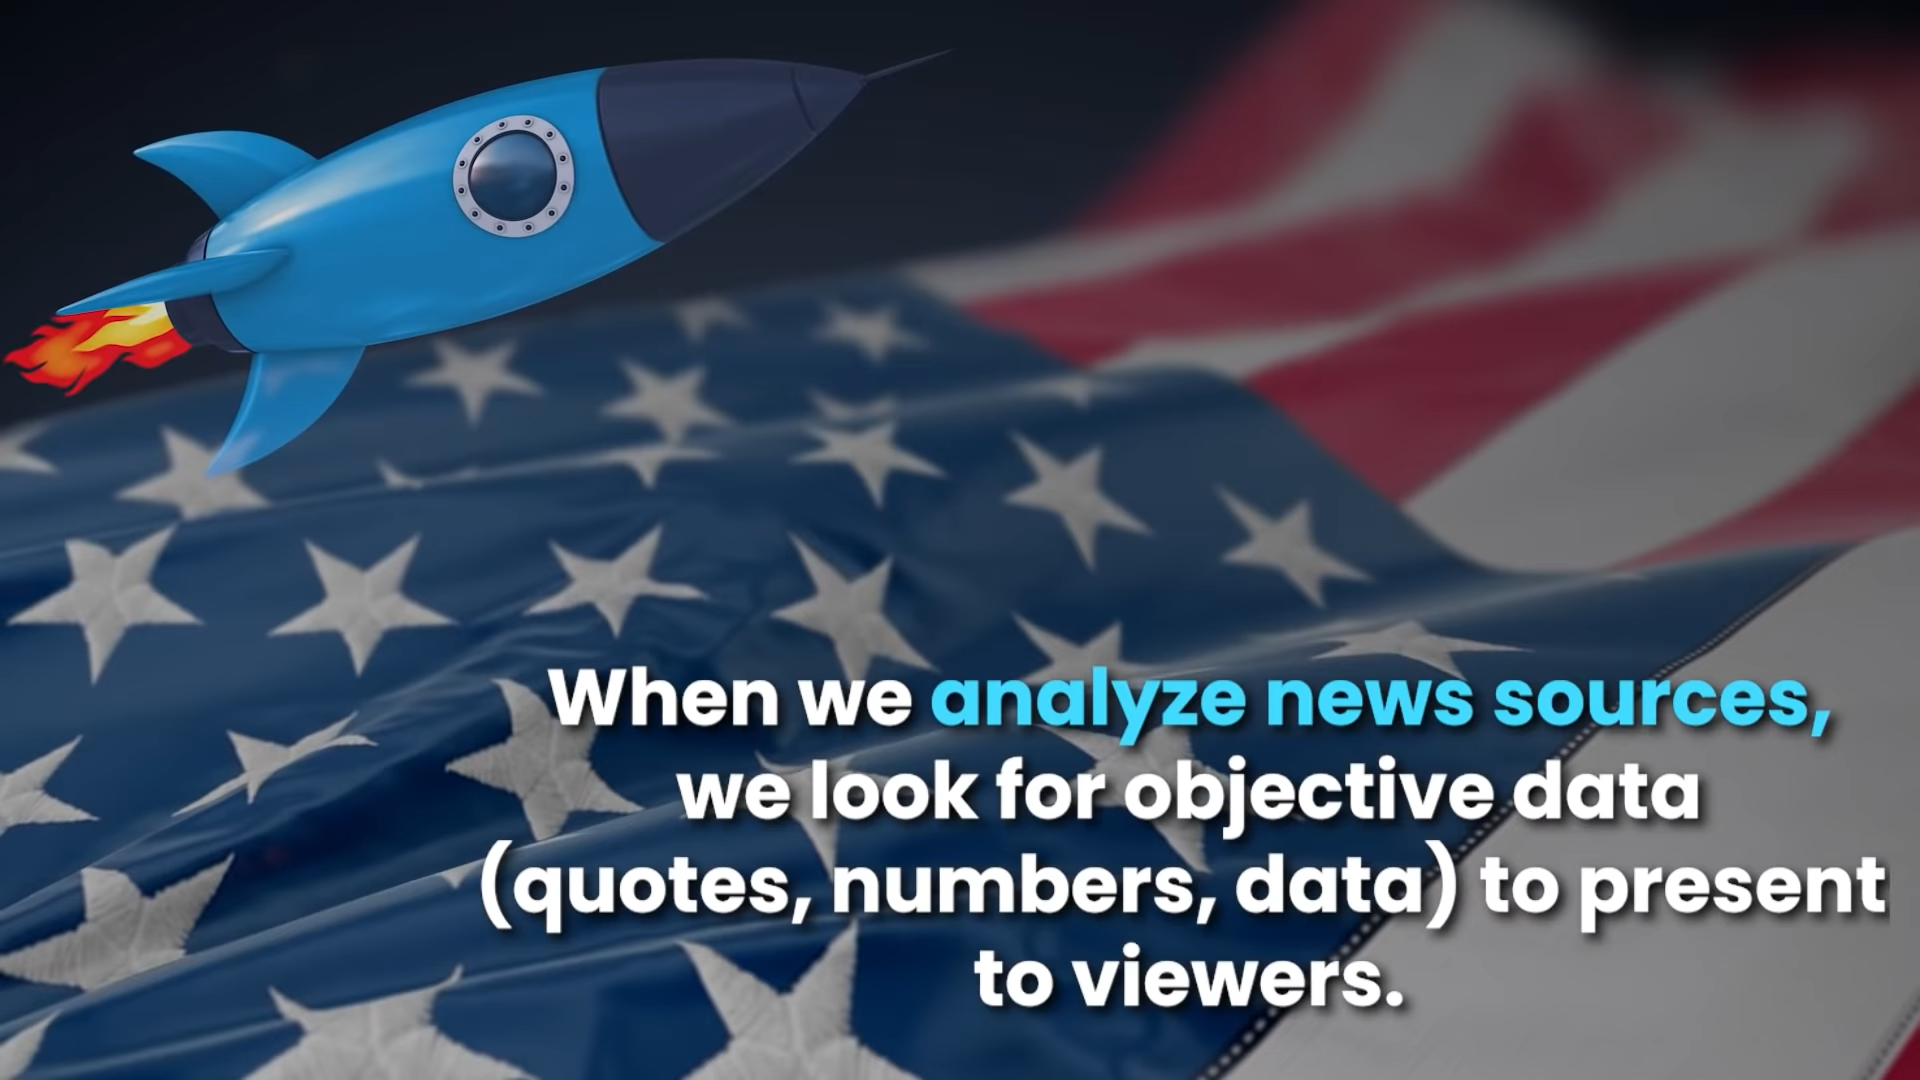 When we analyze news sources,
we look for objective data
(quotes, numbers, data) to present
to viewers.